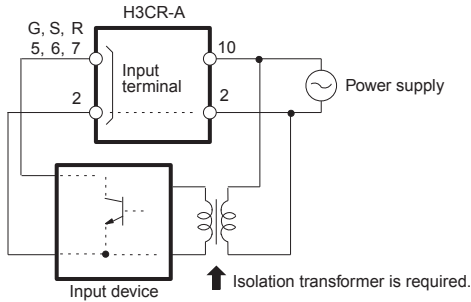 H3CR-A
G, S, R
5, 6, 7
10
Input
terminal
2
2
Power supply
Input device
Isolation transformer is required.